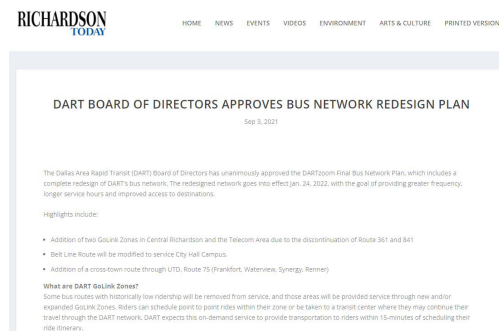 RICHARDSON
TODAY
HOME NEWS EVENTS VIDEOS ENVIRONMENT ARTS & CULTURE PRINTED VERSION
DART BOARD OF DIRECTORS APPROVES BUS NETWORK REDESIGN PLAN
Sep 3, 2021
The Dallas Area Rapid Transit (DART) Board of Directors has unanimously approved the DARTzoom Final Bus Network Plan, which includes a
complete redesign of DART's bus network. The redesigned network goes into effect Jan. 24, 2022, with the goal of providing greater frequency,
longer service hours and improved access to destinations.
Highlights include:
• Addition of two GoLink Zones in Central Richardson and the Telecom Area due to the discontinuation of Route 361 and 841
• Belt Line Route will be modified to service City Hall Campus.
• Addition of a cross-town route through UTD, Route 75 (Frankfort, Waterview, Synergy, Renner)
What are DART GoLink Zones?
Some bus routes with historically low ridership will be removed from service, and those areas will be provided service through new and/or
expanded GoLink Zones. Riders can schedule point to point rides within their zone or be taken to a transit center where they may continue their
travel through the DART network. DART expects this on-demand service to provide transportation to riders within 15-minutes of scheduling their
ride itinerary.